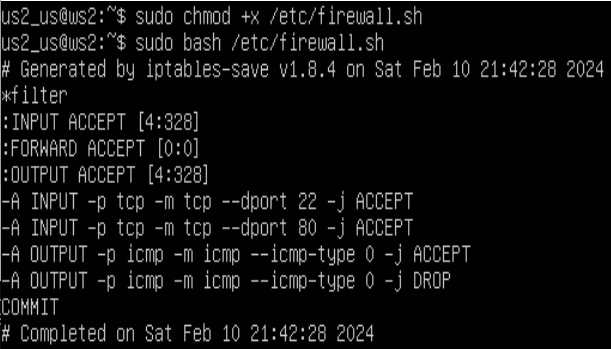 us2_us@ws2:~$ sudo chmod +x /etc/firewall.sh
us2_us@ws2:~$ sudo bash /etc/firewall.sh
# Generated by iptables-save v1.8.4 on Sat Feb 10 21:42:28 2024
*filter
:INPUT ACCEPT [4:328]
:FORWARD ACCEPT [0:0]
:OUTPUT ACCEPT [4:328]
-A INPUT -p tcp -m tcp --dport 22 -j ACCEPT
-A INPUT -p tcp -m tcp --dport 80 -j ACCEPT
-A OUTPUT -p icmp -m icmp --icmp-type 0 -j ACCEPT
-A OUTPUT -p icmp -m icmp --icmp-type 0 -j DROP
COMMIT
# Completed on Sat Feb 10 21:42:28 2024